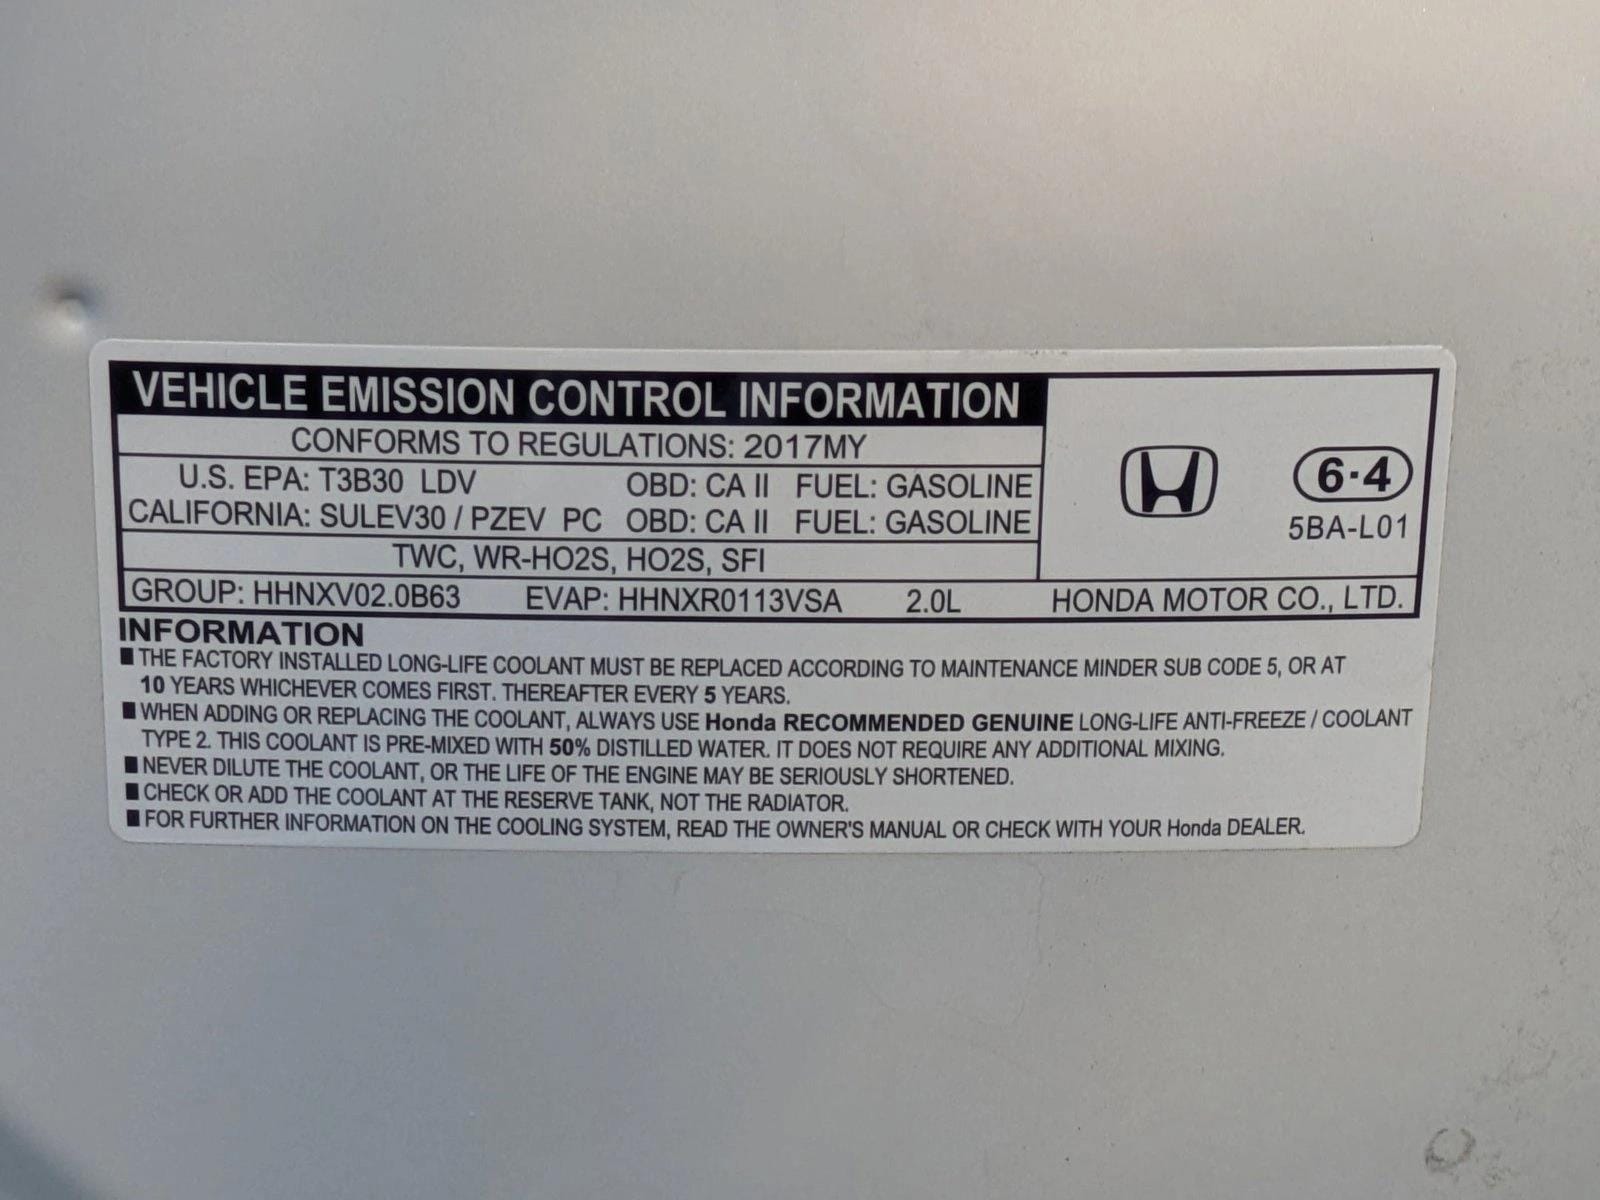 VEHICLE EMISSION CONTROL INFORMATION
CONFORMS TO REGULATIONS: 2017MY
U.S. EPA: T3B30 LDV OBD: CA II FUEL: GASOLINE
CALIFORNIA: SULEV30 / PZEV PC OBD: CA II FUEL: GASOLINE
TWC, WR-HO2S, HO2S, SFI
6·4
5BA-L01
GROUP: HHNXV02.0B63 EVAP: HHNXR0113VSA 2.0L HONDA MOTOR CO., LTD.
INFORMATION
■ THE FACTORY INSTALLED LONG-LIFE COOLANT MUST BE REPLACED ACCORDING TO MAINTENANCE MINDER SUB CODE 5, OR AT
10 YEARS WHICHEVER COMES FIRST. THEREAFTER EVERY 5 YEARS.
■ WHEN ADDING OR REPLACING THE COOLANT, ALWAYS USE Honda RECOMMENDED GENUINE LONG-LIFE ANTI-FREEZE / COOLANT
TYPE 2. THIS COOLANT IS PRE-MIXED WITH 50% DISTILLED WATER. IT DOES NOT REQUIRE ANY ADDITIONAL MIXING.
■ NEVER DILUTE THE COOLANT, OR THE LIFE OF THE ENGINE MAY BE SERIOUSLY SHORTENED.
■ CHECK OR ADD THE COOLANT AT THE RESERVE TANK, NOT THE RADIATOR.
■ FOR FURTHER INFORMATION ON THE COOLING SYSTEM, READ THE OWNER'S MANUAL OR CHECK WITH YOUR Honda DEALER.